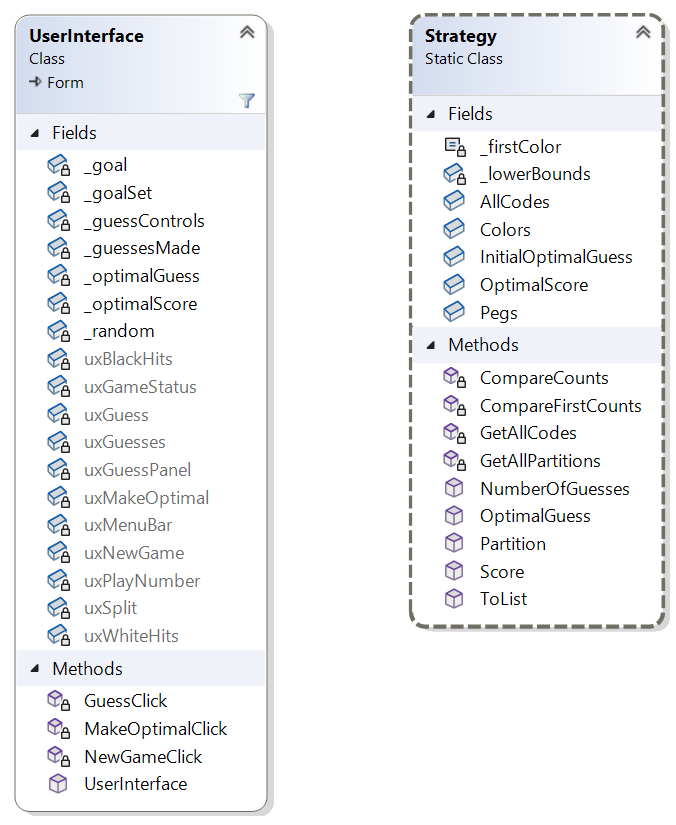 UserInterface
Class
Form
Fields
_goal
_goalSet
_guessControls
_guessesMade
_optimalGuess
_optimalScore
_random
uxBlackHits
uxGameStatus
uxGuess
uxGuesses
uxGuessPanel
uxMakeOptimal
uxMenuBar
uxNewGame
uxPlayNumber
uxSplit
uxWhiteHits
Methods
GuessClick
MakeOptimalClick
NewGameClick
UserInterface
Strategy
Static Class
Fields
_firstColor
_lowerBounds
AllCodes
Colors
InitialOptimalGuess
OptimalScore
Pegs
Methods
CompareCounts
CompareFirstCounts
GetAllCodes
GetAllPartitions
NumberOfGuesses
OptimalGuess
Partition
Score
ToList